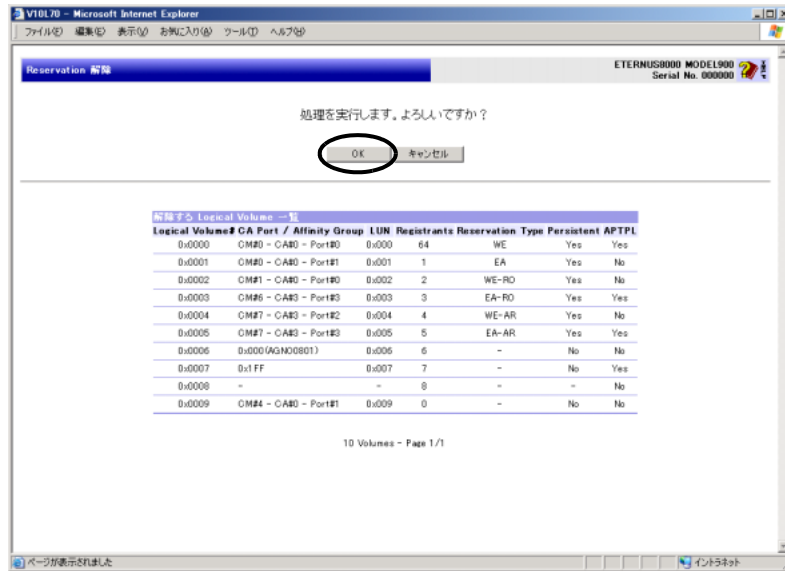 V10L70 - Microsoft Internet Explorer
ファイル(F) 編集(E) 表示(V) お気に入り(A) ツール(T) ヘルプ(H)
Reservation 解除
ETERNUS8000 MODEL900
Serial No. 000000
処理を実行します。よろしいですか？
OK キャンセル
解除する Logical Volume 一覧
Logical Volume# CA Port / Affinity Group LUN Registrants Reservation Type Persistent APTPL
0x0000 CM#0 - CA#0 - Port#0 0x000 64 WE Yes Yes
0x0001 CM#0 - CA#0 - Port#1 0x001 1 EA Yes No
0x0002 CM#1 - CA#0 - Port#0 0x002 2 WE-RO Yes No
0x0003 CM#6 - CA#3 - Port#3 0x003 3 EA-RO Yes Yes
0x0004 CM#7 - CA#3 - Port#2 0x004 4 WE-AR Yes No
0x0005 CM#7 - CA#3 - Port#3 0x005 5 EA-AR Yes Yes
0x0006 0x000(AGN00801) 0x006 6 - No No
0x0007 0x1FF 0x007 7 - No Yes
0x0008 - - 8 - - No
0x0009 CM#4 - CA#0 - Port#1 0x009 0 - No No
10 Volumes - Page 1/1
ページが表示されました イントラネット